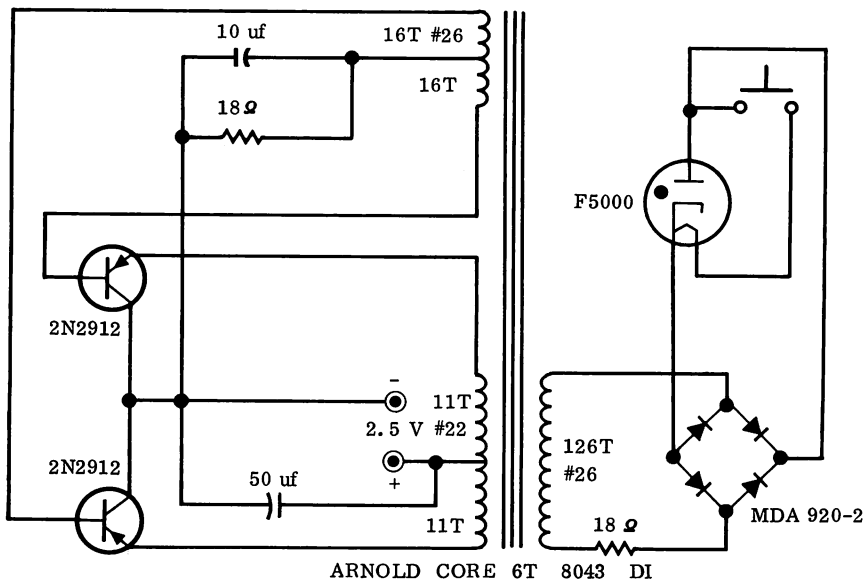 10 uf
16T #26
16T
18Ω
F5000
2N2912
−
11T
2.5 V #22
+
126T
#26
2N2912
50 uf
11T
18 Ω
MDA 920-2
ARNOLD CORE 6T 8043 DI